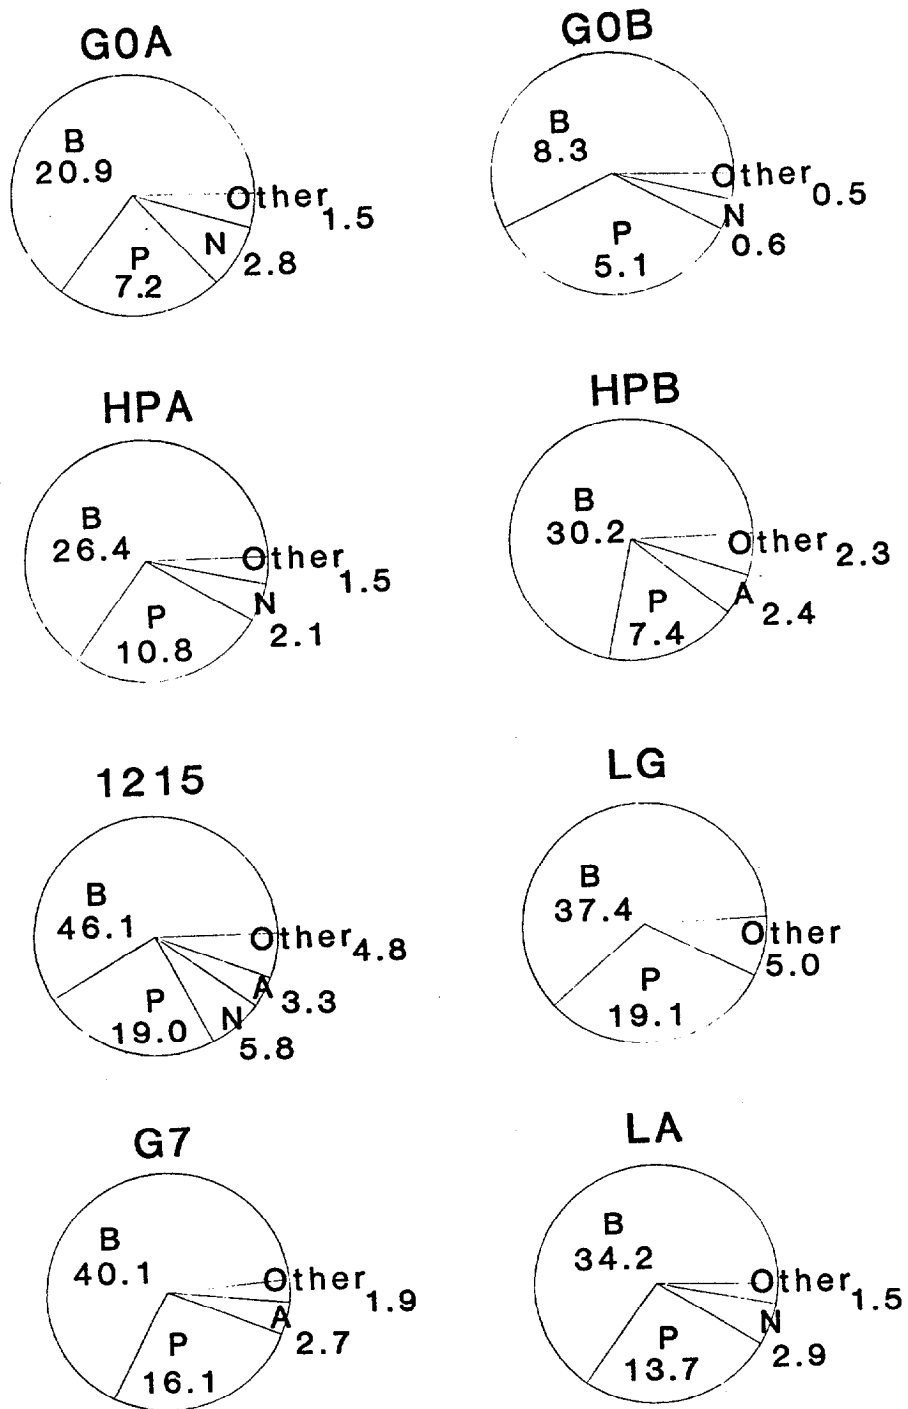 G0A
B
20.9
Other 1.5
N 2.8
P
7.2
G0B
B
8.3
Other 0.5
N 0.6
P
5.1
HPA
B
26.4
Other 1.5
N 2.1
P
10.8
HPB
B
30.2
Other 2.3
A 2.4
P
7.4
1215
B
46.1
Other 4.8
A 3.3
N 5.8
P
19.0
LG
B
37.4
Other
5.0
P
19.1
G7
B
40.1
Other 1.9
A 2.7
P
16.1
LA
B
34.2
Other 1.5
N 2.9
P
13.7